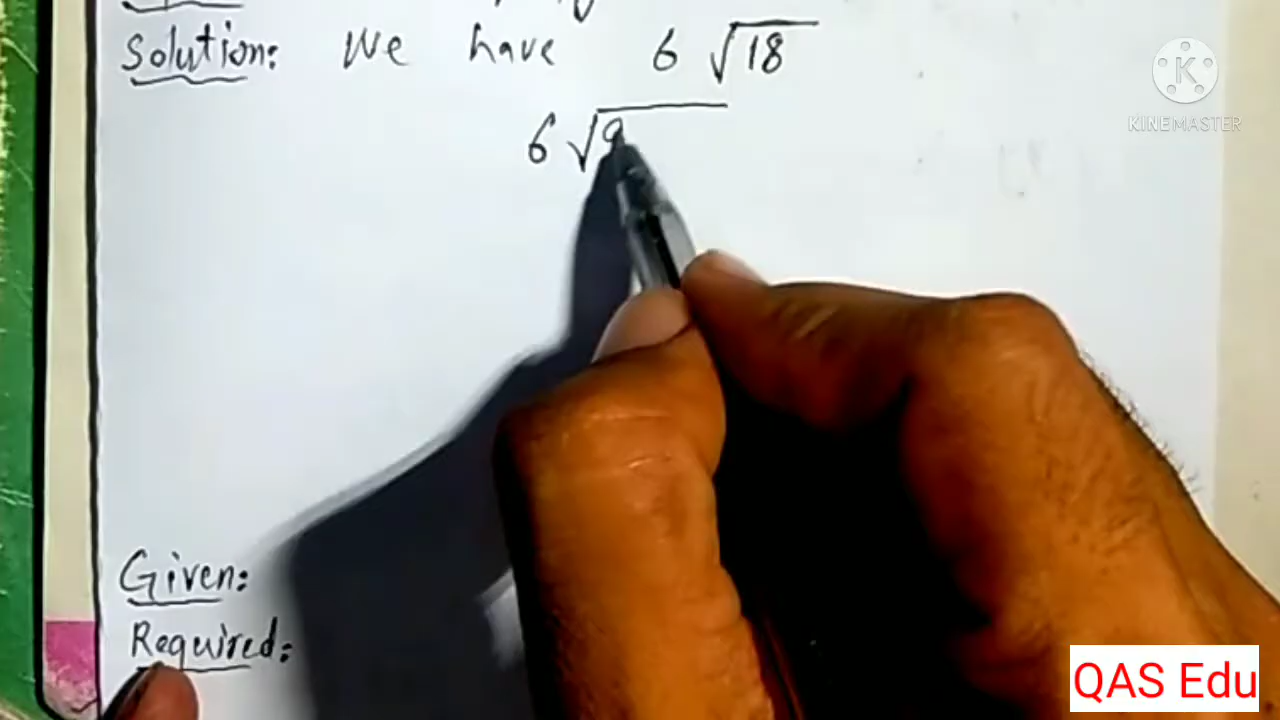 Solution: We have 6 √18
KINEMASTER
6 √9
Given:
Required:
QAS Edu